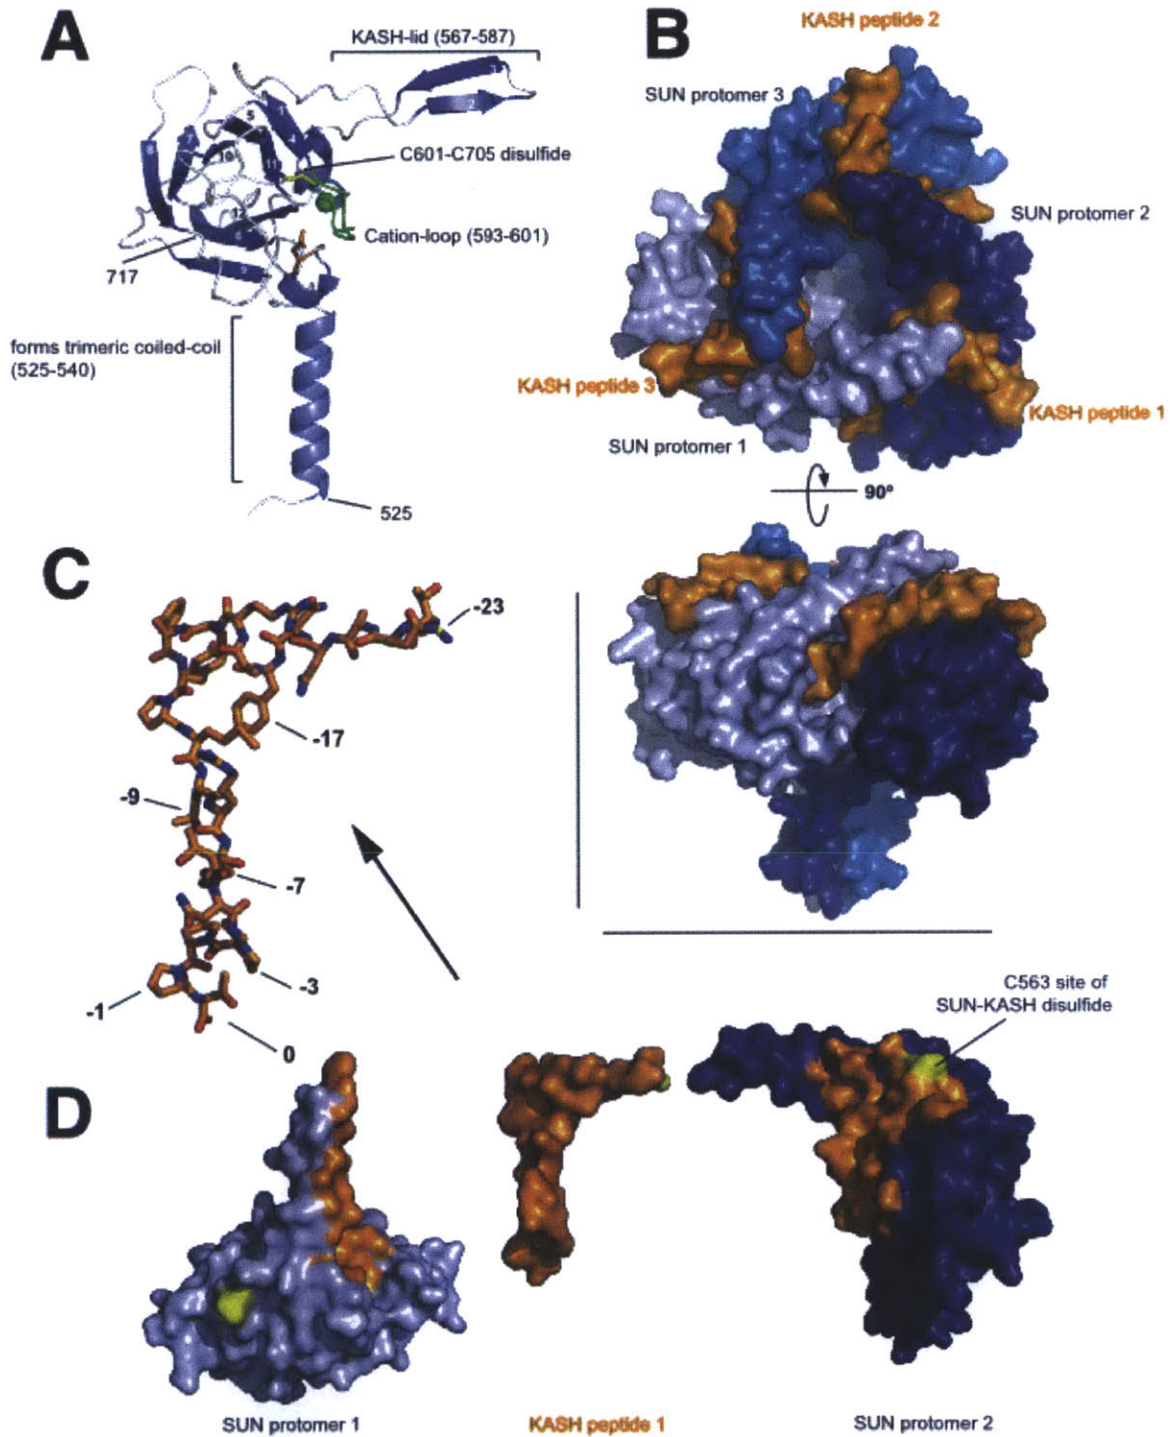 A
KASH-lid (567-587)
C601-C705 disulfide
Cation-loop (593-601)
717
forms trimeric coiled-coil
(525-540)
525
B
KASH peptide 2
SUN protomer 3
SUN protomer 2
KASH peptide 3
KASH peptide 1
SUN protomer 1
90º
C
-23
-17
-9
-7
-3
-1
0
C563 site of
SUN-KASH disulfide
D
SUN protomer 1
KASH peptide 1
SUN protomer 2